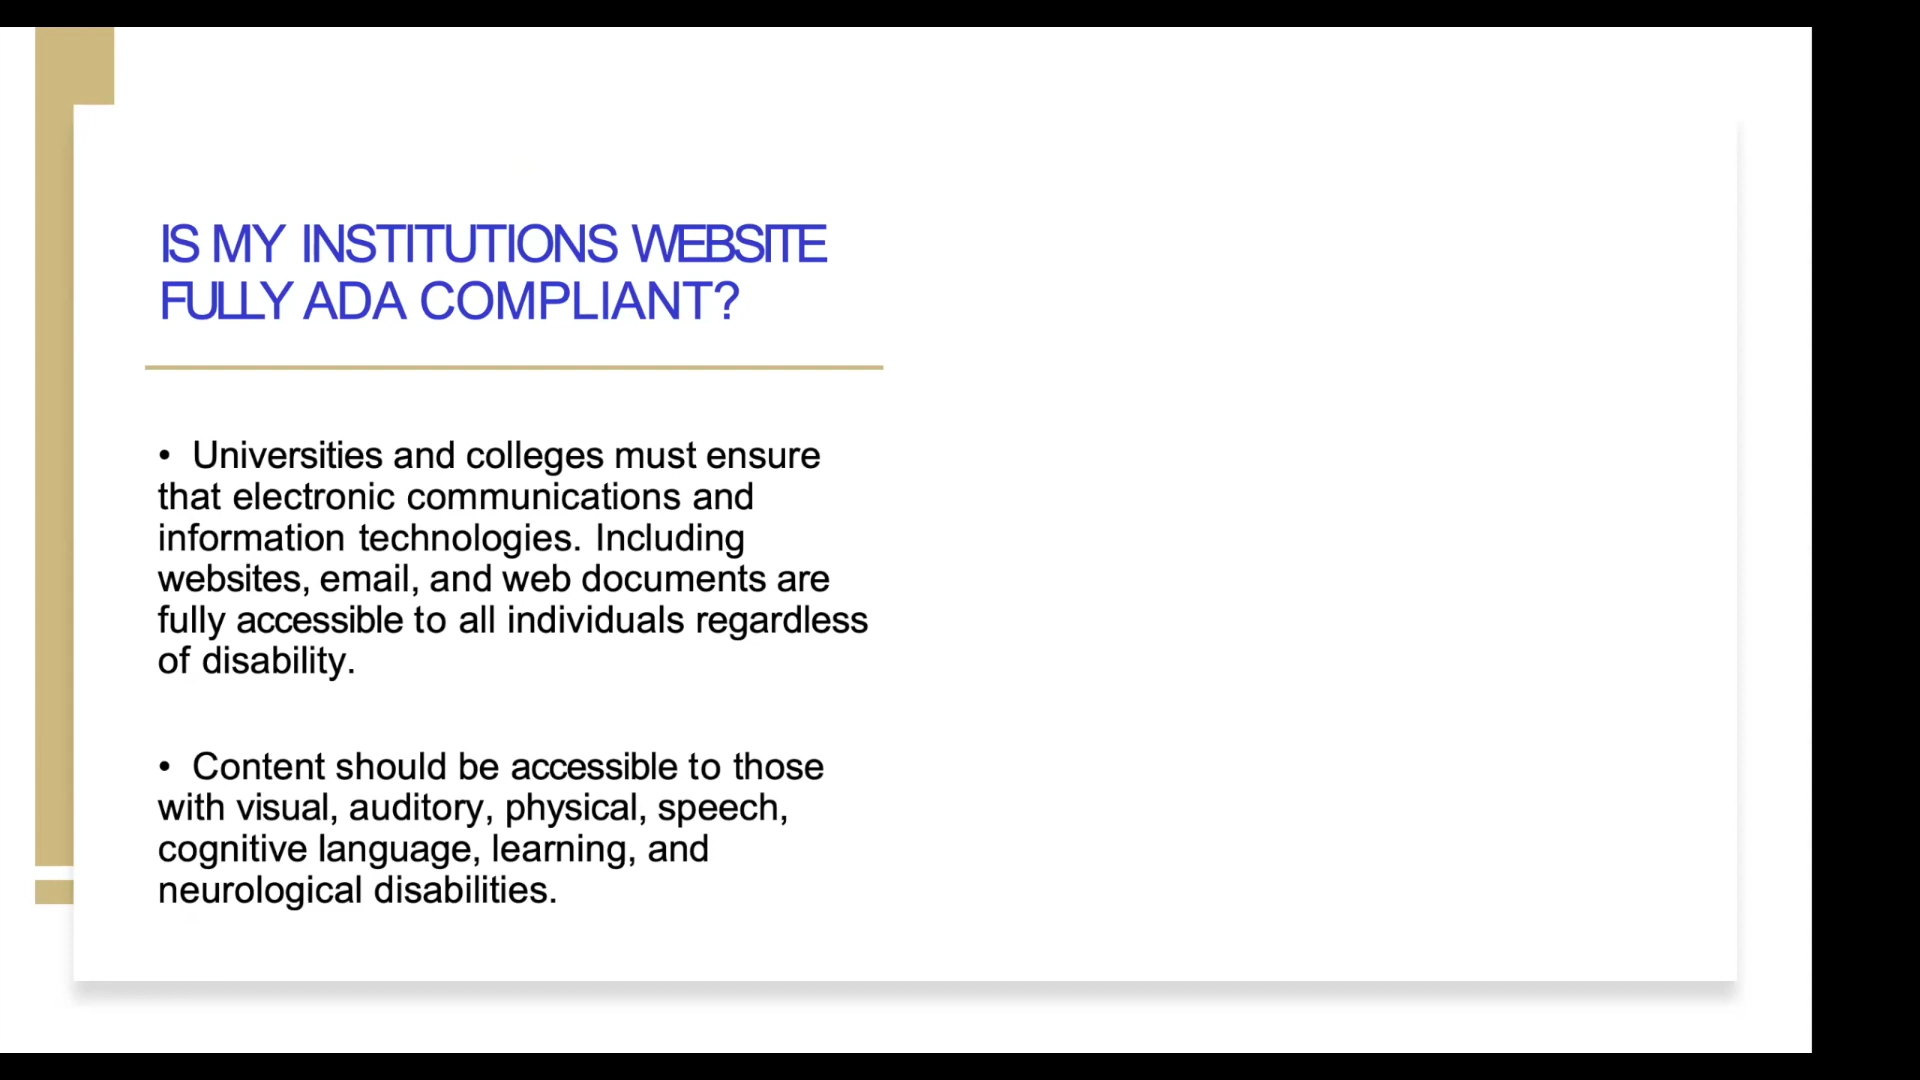 IS MY INSTITUTIONS WEBSITE
FULLY ADA COMPLIANT?
• Universities and colleges must ensure
that electronic communications and
information technologies. Including
websites, email, and web documents are
fully accessible to all individuals regardless
of disability.
• Content should be accessible to those
with visual, auditory, physical, speech,
cognitive language, learning, and
neurological disabilities.